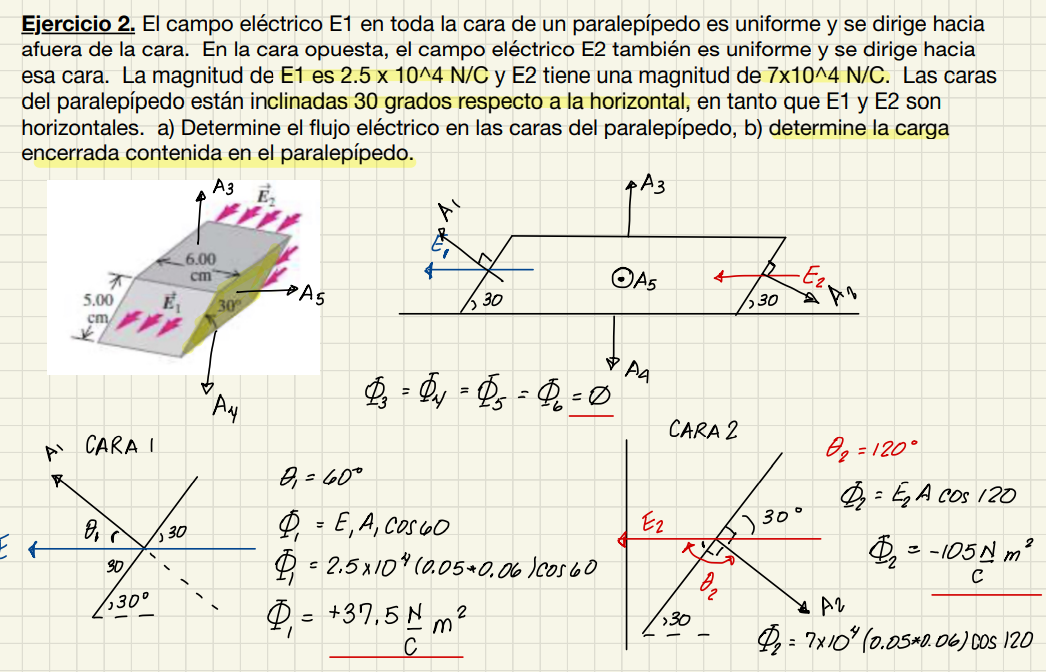 Ejercicio 2. El campo eléctrico E1 en toda la cara de un paralepípedo es uniforme y se dirige hacia
afuera de la cara. En la cara opuesta, el campo eléctrico E2 también es uniforme y se dirige hacia
esa cara. La magnitud de E1 es 2.5 x 10^4 N/C y E2 tiene una magnitud de 7x10^4 N/C. Las caras
del paralepípedo están inclinadas 30 grados respecto a la horizontal, en tanto que E1 y E2 son
horizontales. a) Determine el flujo eléctrico en las caras del paralepípedo, b) determine la carga
encerrada contenida en el paralepípedo.
A3
E₂
6.00
cm
5.00
cm
E₁
30°
A5
A4
A1
E1
30
A3
A5
E2
30
A2
A4
Φ3 = Φ4 = Φ5 = Φ6 = Ø
CARA 1
A1
θ1
30
E
30
30°
θ1 = 60°
Φ1 = E1 A1 COS 60
Φ1 = 2.5x10⁴ (0.05*0.06) COS 60
Φ1 = +37.5 N/C m²
CARA 2
E2
30°
θ2
A2
30
θ2 = 120°
Φ2 = E2 A COS 120
Φ2 = -105 N/C m²
Φ2 = 7x10⁴ (0.05*0.06) COS 120